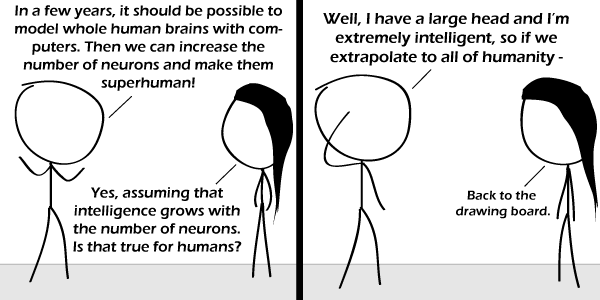 In a few years, it should be possible to
model whole human brains with com-
puters. Then we can increase the
number of neurons and make them
superhuman!
Yes, assuming that
intelligence grows with
the number of neurons.
Is that true for humans?
Well, I have a large head and I'm
extremely intelligent, so if we
extrapolate to all of humanity -
Back to the
drawing board.